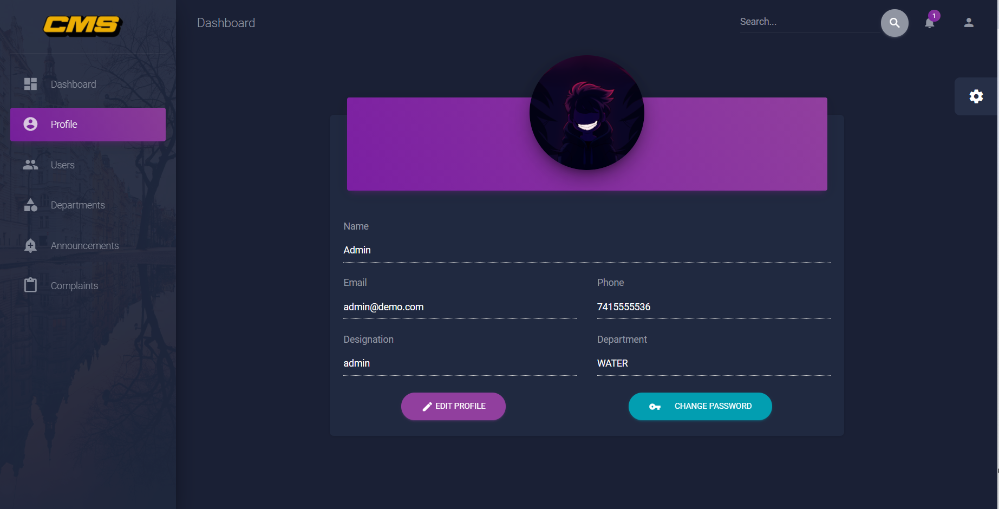 CMS
Dashboard
Profile
Users
Departments
Announcements
Complaints
Dashboard
Search...
1
Name
Admin
Email
Phone
admin@demo.com
7415555536
Designation
Department
admin
WATER
EDIT PROFILE
CHANGE PASSWORD